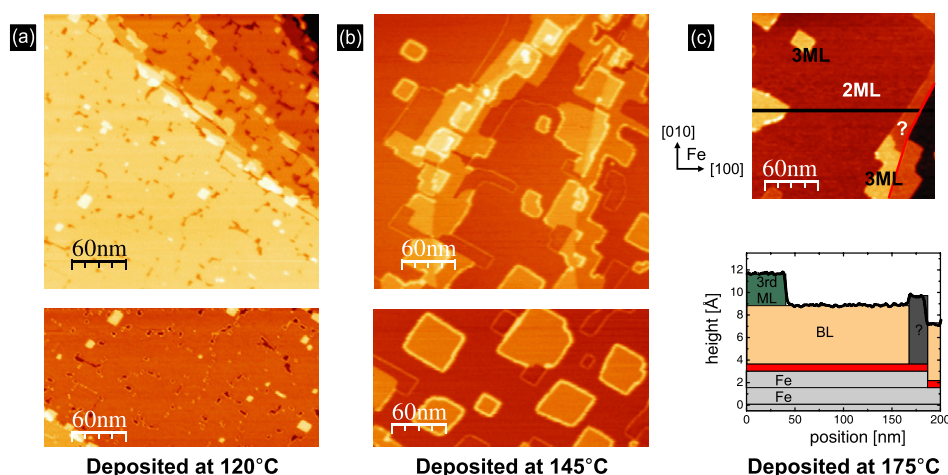 (a)
60nm
60nm
Deposited at 120°C
(b)
60nm
60nm
Deposited at 145°C
(c)
[010]
Fe
[100]
3ML
2ML
?
3ML
60nm
height [Å]
12
10
8
6
4
2
0
3rd
ML
BL
?
Fe
Fe
0 50 100 150 200
position [nm]
Deposited at 175°C